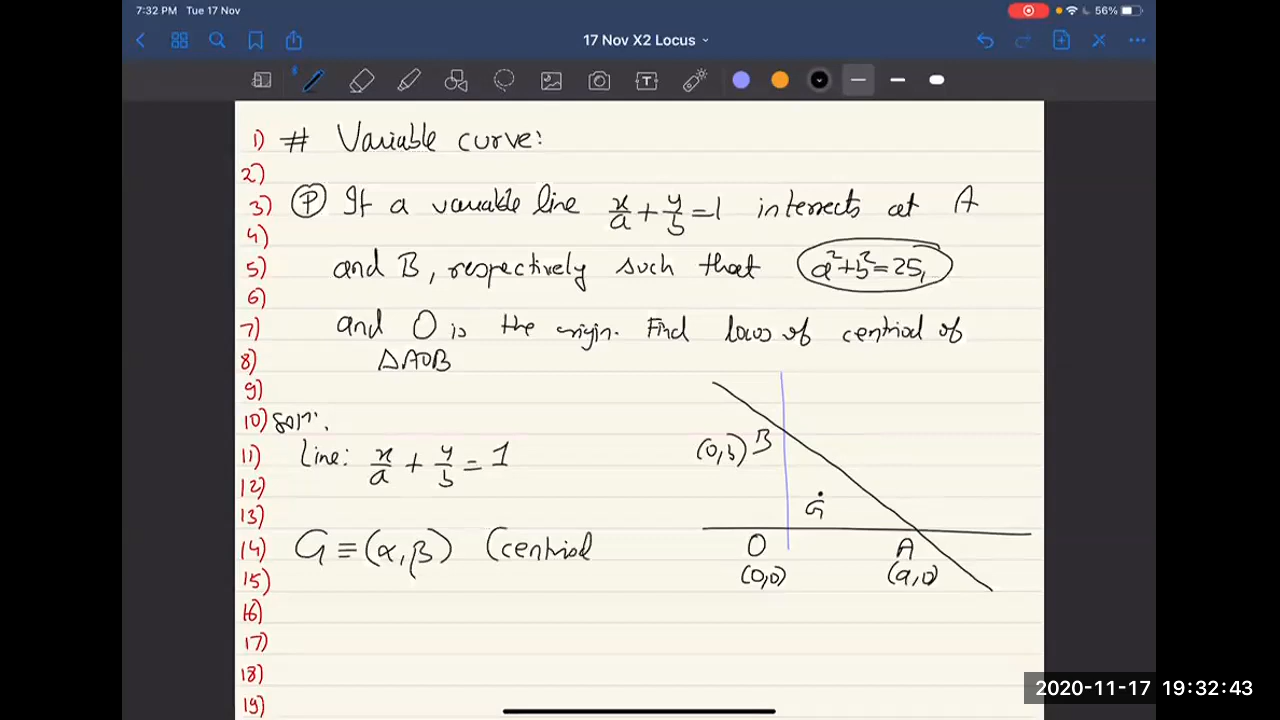 7:32 PM Tue 17 Nov
56%
17 Nov X2 Locus
1) # Variable curve:
2)
3) (P) If a variable line x/a + y/b = 1 intersects at A
4)
5) and B, respectively such that a²+b²=25,
6)
7) and O is the origin. Find locus of centriod of
8) ΔAOB
9)
10) Soln.
11) Line: x/a + y/b = 1
12)
13)
14) G ≡ (α, β) (centriod
15)
16)
17)
18)
19)
(0,b) B
G
O
A
(0,0)
(a,0)
2020-11-17 19:32:43